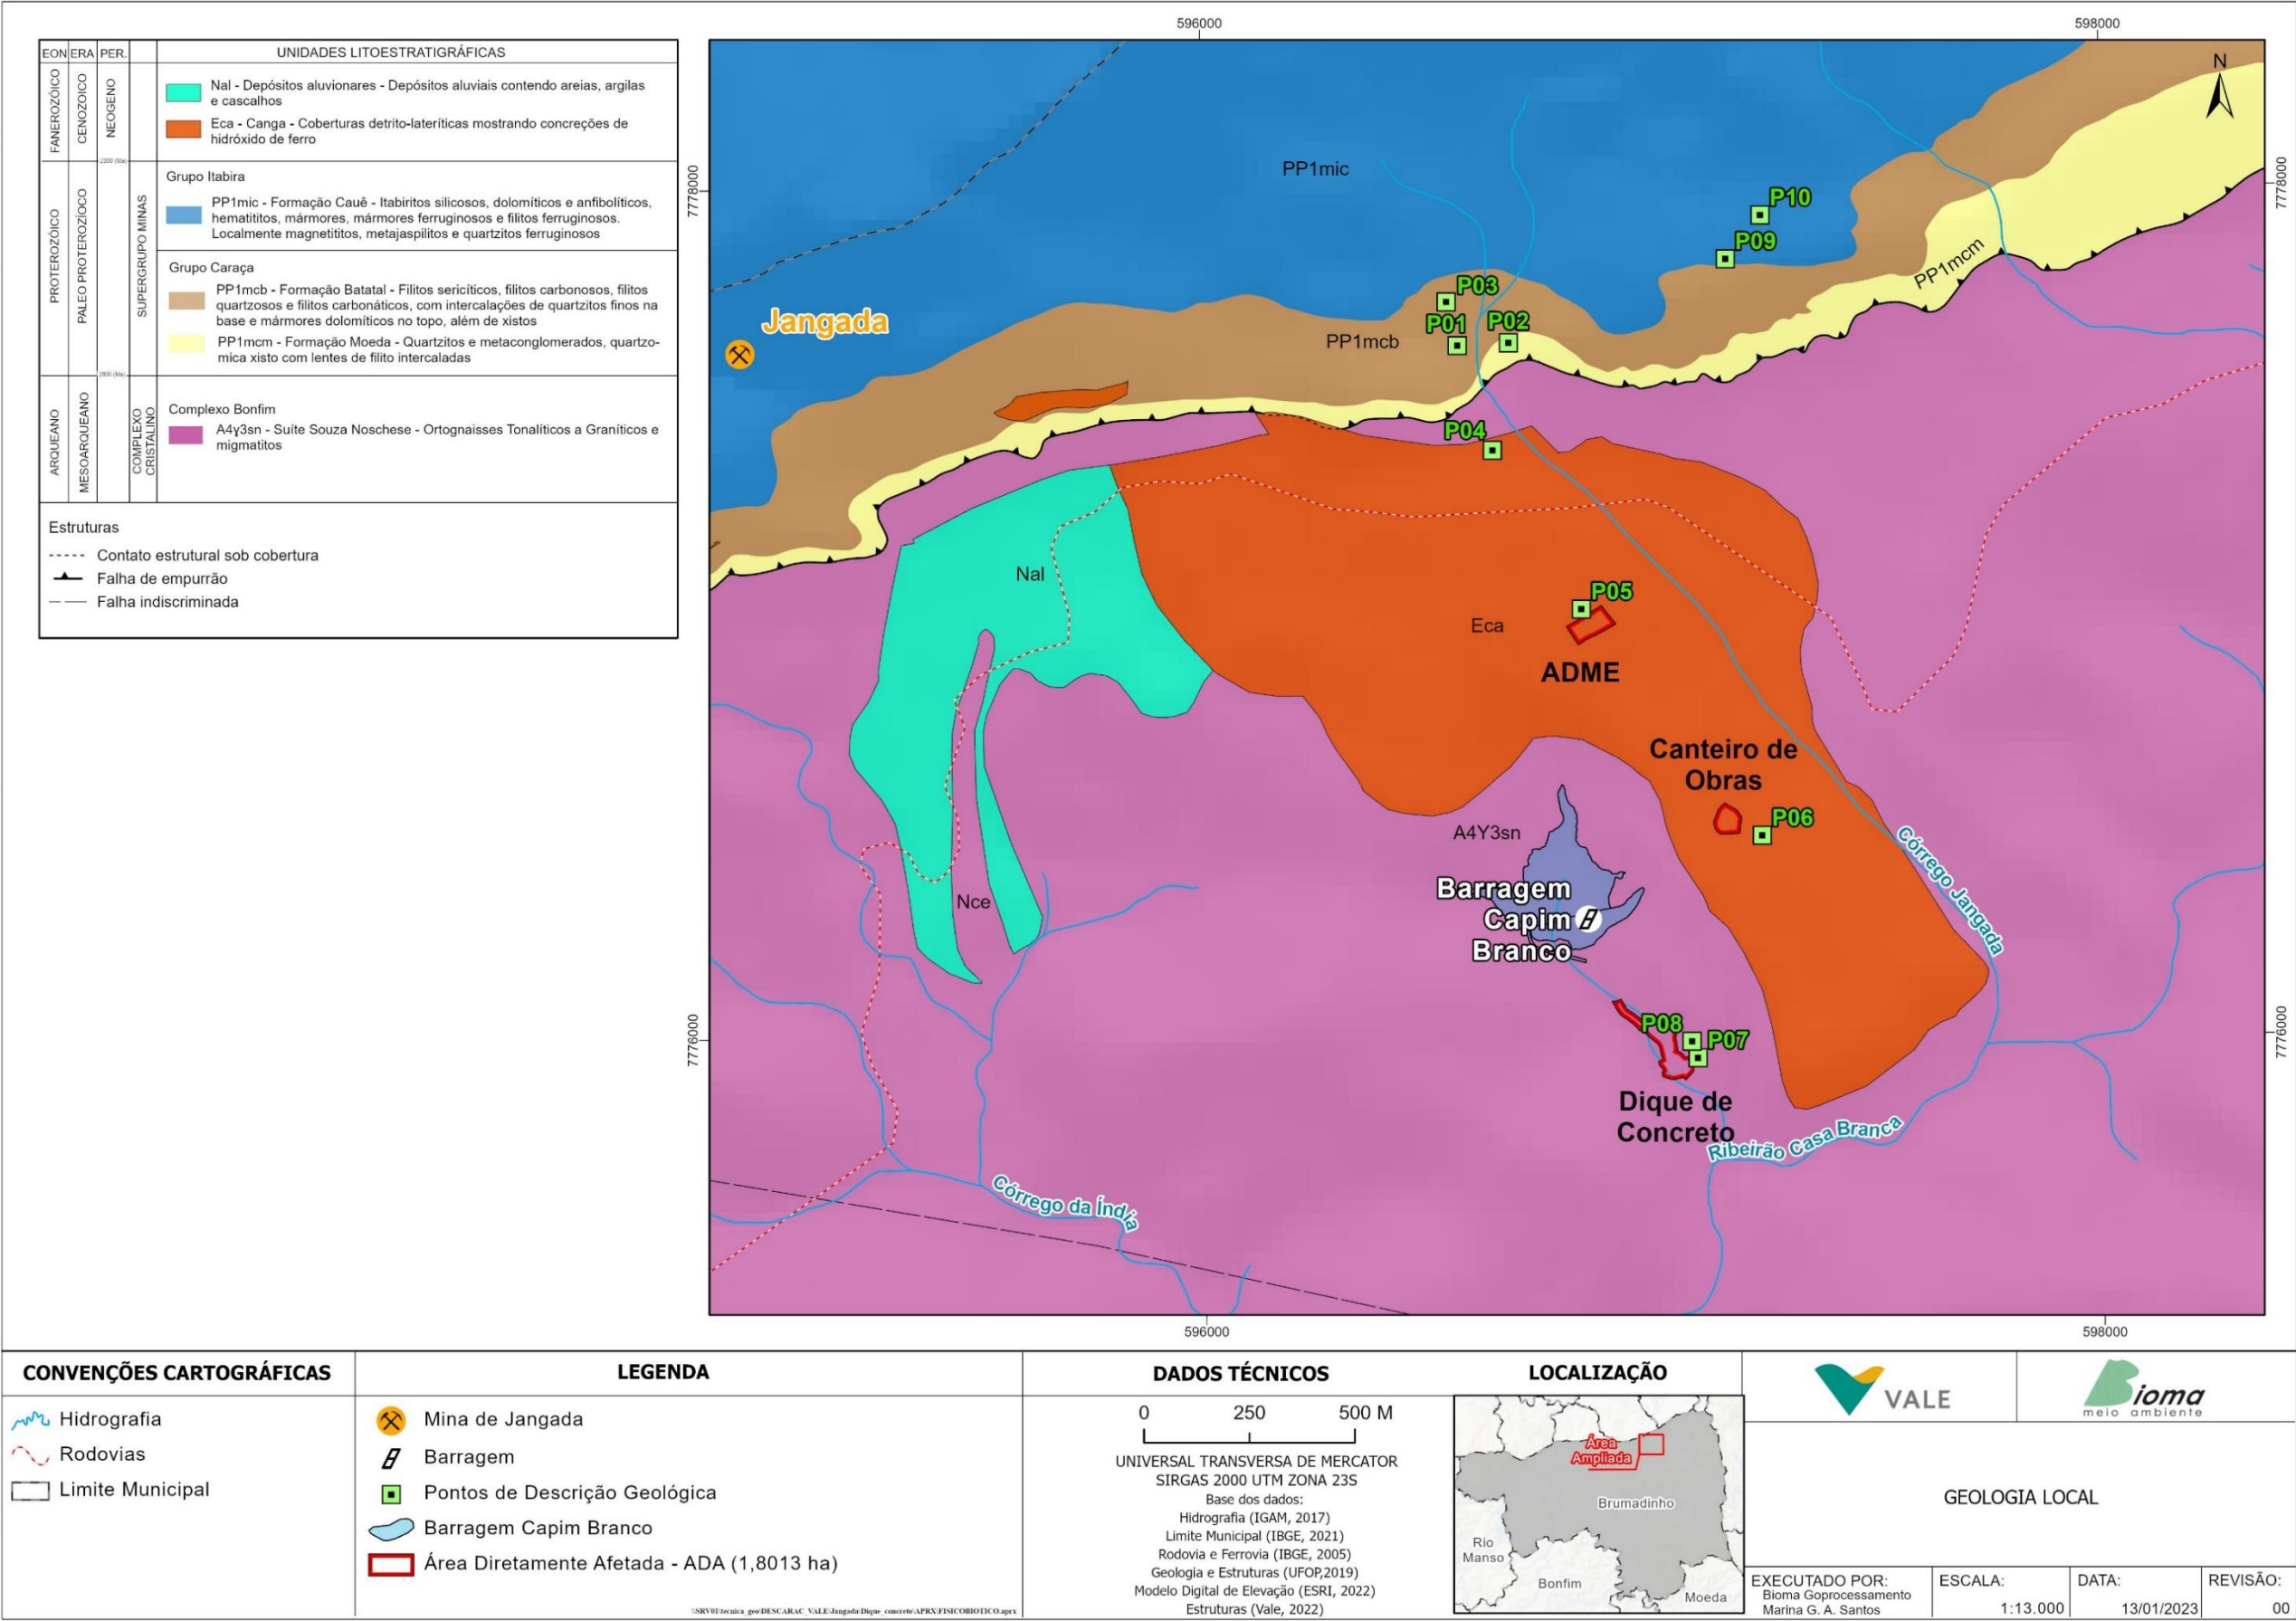 EON ERA PER. UNIDADES LITOESTRATIGRÁFICAS
FANEROZÓICO
CENOZOICO
NEOGENO
Nal - Depósitos aluvionares - Depósitos aluviais contendo areias, argilas
e cascalhos
Eca - Canga - Coberturas detrito-lateríticas mostrando concreções de
hidróxido de ferro
PROTEROZÓICO
PALEO PROTEROZÓICO
SUPERGRUPO MINAS
Grupo Itabira
PP1mic - Formação Cauê - Itabiritos silicosos, dolomíticos e anfibolíticos,
hematititos, mármores, mármores ferruginosos e filitos ferruginosos.
Localmente magnetititos, metajaspilitos e quartzitos ferruginosos
Grupo Caraça
PP1mcb - Formação Batatal - Filitos sericíticos, filitos carbonosos, filitos
quartzosos e filitos carbonáticos, com intercalações de quartzitos finos na
base e mármores dolomíticos no topo, além de xistos
PP1mcm - Formação Moeda - Quartzitos e metaconglomerados, quartzo-
mica xisto com lentes de filito intercaladas
ARQUEANO
MESOARQUEANO
COMPLEXO
CRISTALINO
Complexo Bonfim
A4γ3sn - Suíte Souza Noschese - Ortognaisses Tonalíticos a Graníticos e
migmatitos
Estruturas
Contato estrutural sob cobertura
Falha de empurrão
Falha indiscriminada
596000
598000
7778000
7778000
N
PP1mic
P10
P09
PP1mcm
P03
Jangada
P01
P02
PP1mcb
P04
Nal
P05
Eca
ADME
Canteiro de
Obras
P06
A4Y3sn
Barragem
Capim
Branco
Nce
Córrego Jangada
7776000
7776000
P08
P07
Dique de
Concreto
Ribeirão Casa Branca
Córrego da Índia
596000
598000
CONVENÇÕES CARTOGRÁFICAS
Hidrografia
Rodovias
Limite Municipal
LEGENDA
Mina de Jangada
Barragem
Pontos de Descrição Geológica
Barragem Capim Branco
Área Diretamente Afetada - ADA (1,8013 ha)
\\SRV01\tecnica_geo\DESCARAC_VALE\Jangada\Dique_concreto\APRX\FISICOBIOTICO.aprx
DADOS TÉCNICOS
0 250 500 M
UNIVERSAL TRANSVERSA DE MERCATOR
SIRGAS 2000 UTM ZONA 23S
Base dos dados:
Hidrografia (IGAM, 2017)
Limite Municipal (IBGE, 2021)
Rodovia e Ferrovia (IBGE, 2005)
Geologia e Estruturas (UFOP,2019)
Modelo Digital de Elevação (ESRI, 2022)
Estruturas (Vale, 2022)
LOCALIZAÇÃO
Área
Ampliada
Brumadinho
Rio
Manso
Bonfim
Moeda
VALE
Bioma
meio ambiente
GEOLOGIA LOCAL
EXECUTADO POR:
Bioma Goprocessamento
Marina G. A. Santos
ESCALA:
1:13.000
DATA:
13/01/2023
REVISÃO:
00